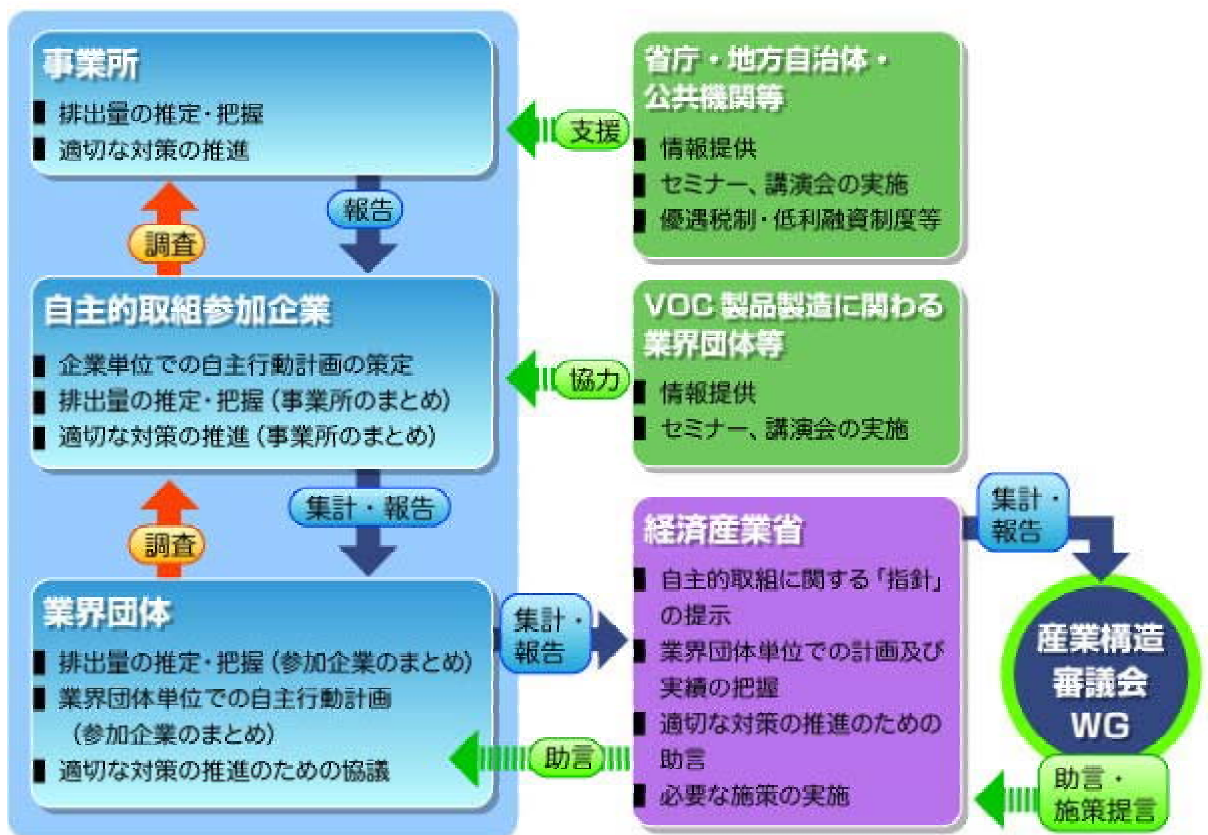 事業所
■ 排出量の推定・把握
■ 適切な対策の推進
調査
報告
自主的取組参加企業
■ 企業単位での自主行動計画の策定
■ 排出量の推定・把握(事業所のまとめ)
■ 適切な対策の推進(事業所のまとめ)
調査
集計・報告
業界団体
■ 排出量の推定・把握(参加企業のまとめ)
■ 業界団体単位での自主行動計画
(参加企業のまとめ)
■ 適切な対策の推進のための協議
支援
省庁・地方自治体・
公共機関等
■ 情報提供
■ セミナー、講演会の実施
■ 優遇税制・低利融資制度等
協力
VOC 製品製造に関わる
業界団体等
■ 情報提供
■ セミナー、講演会の実施
集計・
報告
助言
経済産業省
■ 自主的取組に関する「指針」
の提示
■ 業界団体単位での計画及び
実績の把握
■ 適切な対策の推進のための
助言
■ 必要な施策の実施
集計・
報告
産業構造
審議会
WG
助言・
施策提言